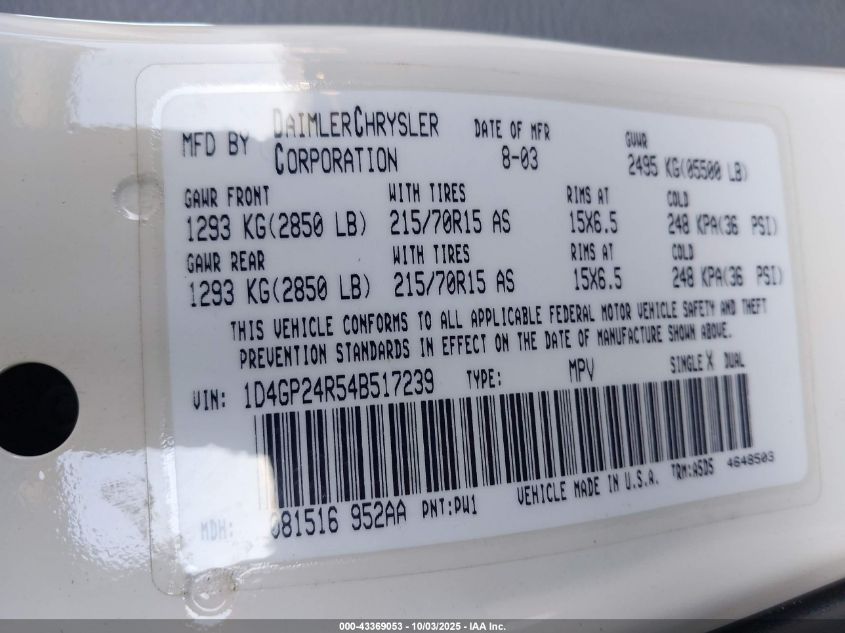 MFD BY DAIMLERCHRYSLER CORPORATION DATE OF MFR 8-03 GVWR 2495 KG(05500 LB)
GAWR FRONT WITH TIRES RIMS AT COLD
1293 KG(2850 LB) 215/70R15 AS 15X6.5 248 KPA(36 PSI)
GAWR REAR WITH TIRES RIMS AT COLD
1293 KG(2850 LB) 215/70R15 AS 15X6.5 248 KPA(36 PSI)
THIS VEHICLE CONFORMS TO ALL APPLICABLE FEDERAL MOTOR VEHICLE SAFETY AND THEFT
PREVENTION STANDARDS IN EFFECT ON THE DATE OF MANUFACTURE SHOWN ABOVE.
VIN: 1D4GP24R54B517239 TYPE: MPV SINGLE X DUAL
MDH: 081516 952AA PNT:PW1 VEHICLE MADE IN U.S.A. TRM:ASD5 4648503
000-43369053 - 10/03/2025 - IAA Inc.